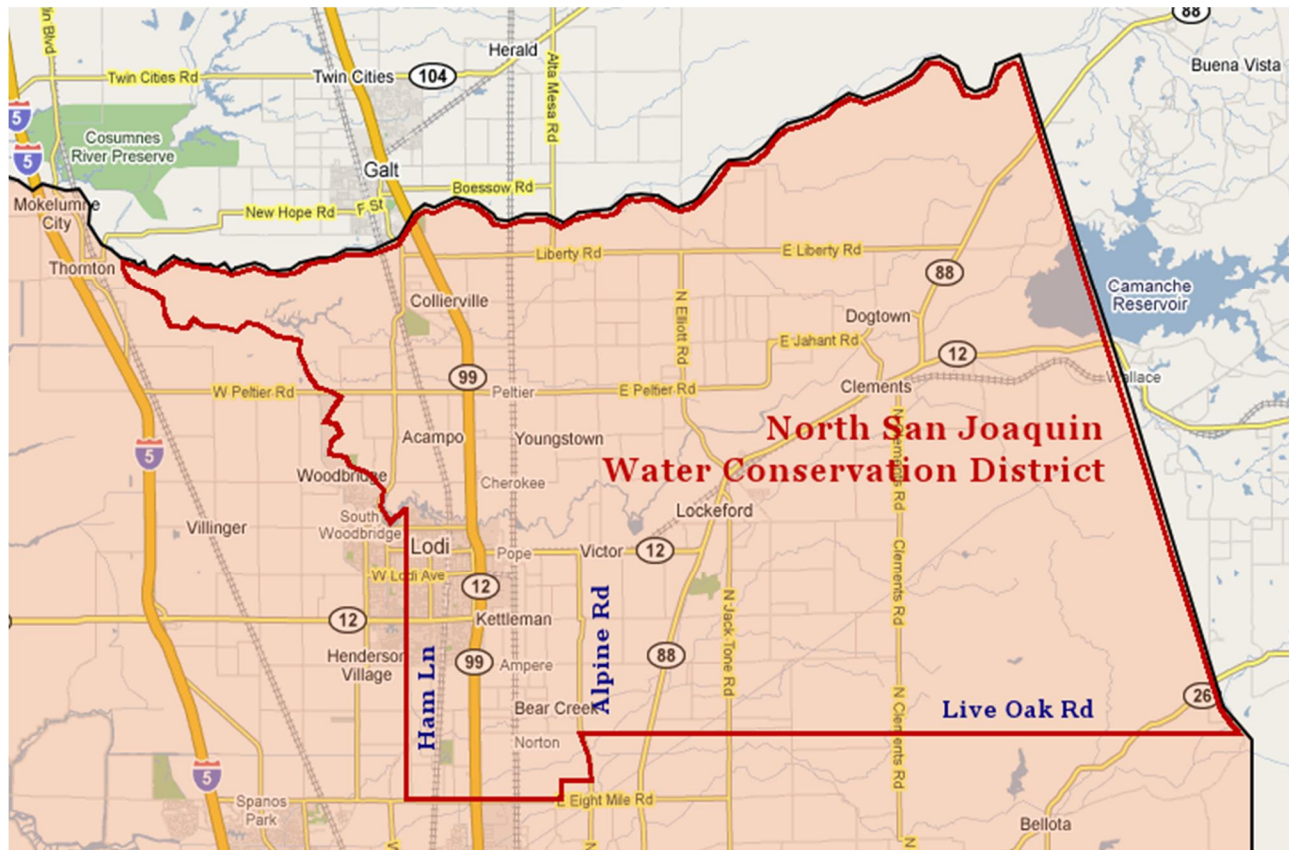 88
lin Blvd
Herald
Buena Vista
Twin Cities Rd
Twin Cities
104
Alta Mesa Rd
5
Cosumnes
River Preserve
5
Galt
Boessow Rd
Mokelumne
City
New Hope Rd
F St
Thornton
Liberty Rd
E Liberty Rd
88
Camanche
Reservoir
Collierville
N Elliott Rd
Dogtown
E Jahant Rd
12
99
W Peltier Rd
Peltier
E Peltier Rd
Clements
Wallace
Acampo
Youngstown
North San Joaquin
Water Conservation District
5
Woodbridge
Cherokee
N Clements Rd
Villinger
South
Woodbridge
Lockeford
Lodi
Pope
Victor
12
Clements Rd
W Lodi Ave
12
Alpine Rd
N Jack Tone Rd
12
Kettleman
Henderson
Village
Ham Ln
99
Ampere
88
Bear Creek
Live Oak Rd
26
Norton
N Clements Rd
5
Spanos
Park
E Eight Mile Rd
Bellota
N
N